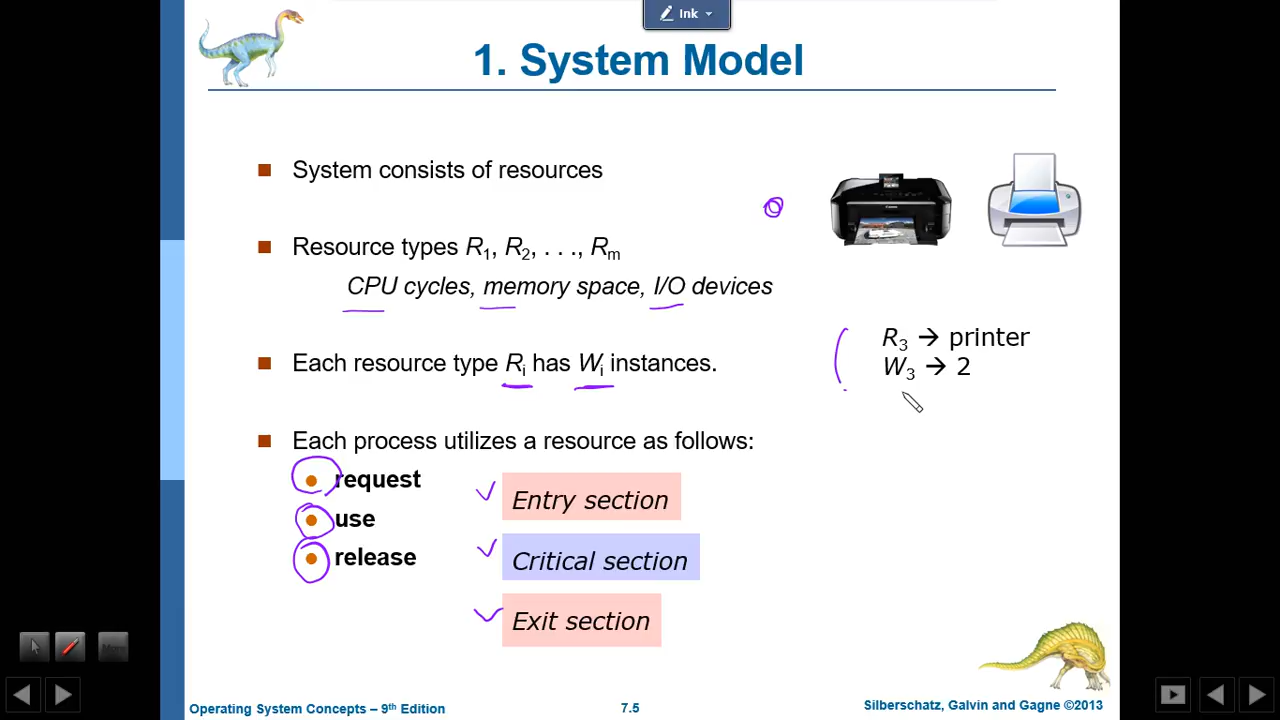 Ink
1. System Model
System consists of resources
Resource types R1, R2, . . ., Rm
CPU cycles, memory space, I/O devices
Each resource type Ri has Wi instances.
R3 → printer
W3 → 2
Each process utilizes a resource as follows:
request
use
release
Entry section
Critical section
Exit section
Operating System Concepts – 9th Edition
7.5
Silberschatz, Galvin and Gagne ©2013